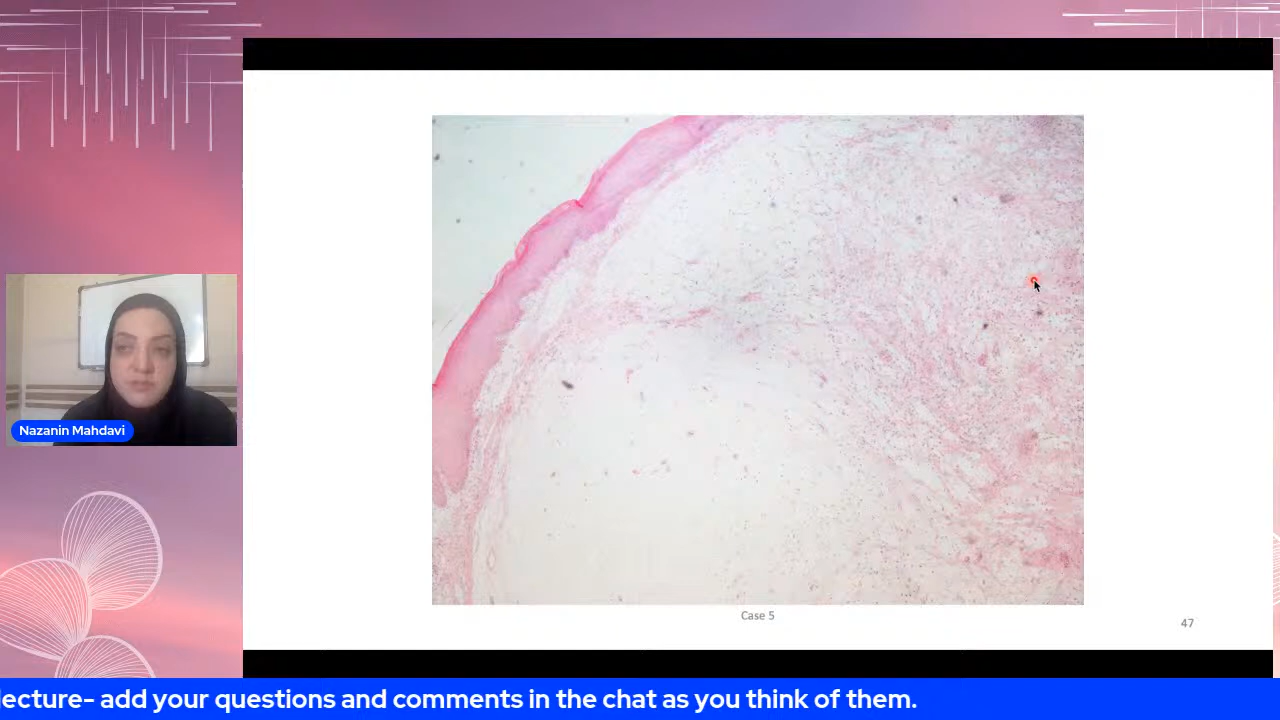 Nazanin Mahdavi
Case 5
47
lecture- add your questions and comments in the chat as you think of them.